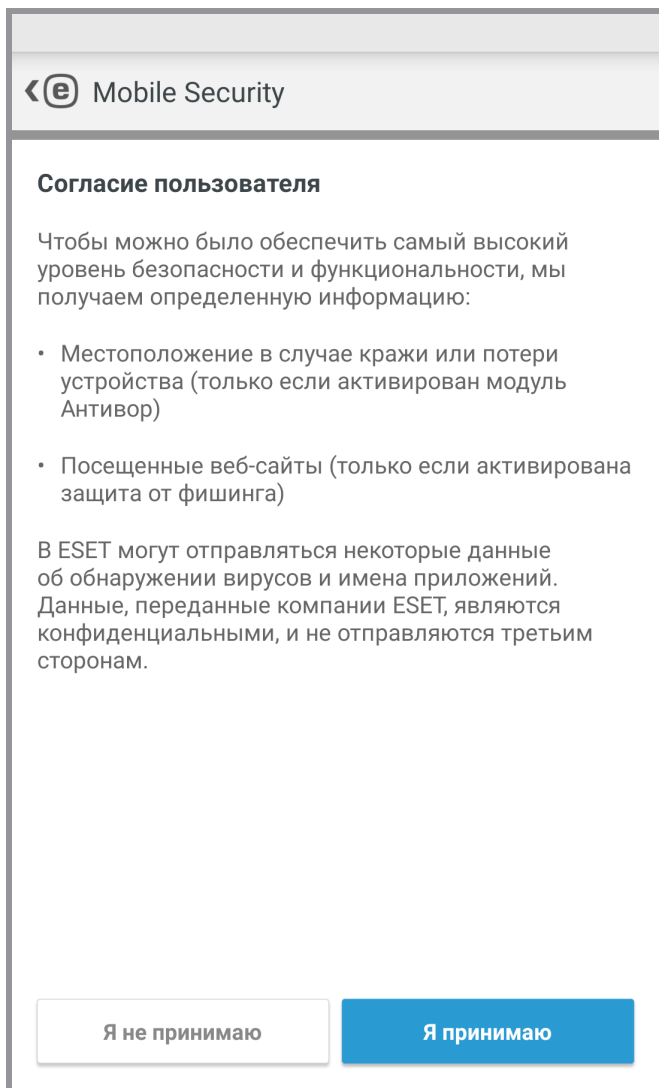 Mobile Security
Согласие пользователя
Чтобы можно было обеспечить самый высокий
уровень безопасности и функциональности, мы
получаем определенную информацию:
• Местоположение в случае кражи или потери
устройства (только если активирован модуль
Антивор)
• Посещенные веб-сайты (только если активирована
защита от фишинга)
В ESET могут отправляться некоторые данные
об обнаружении вирусов и имена приложений.
Данные, переданные компании ESET, являются
конфиденциальными, и не отправляются третьим
сторонам.
Я не принимаю
Я принимаю